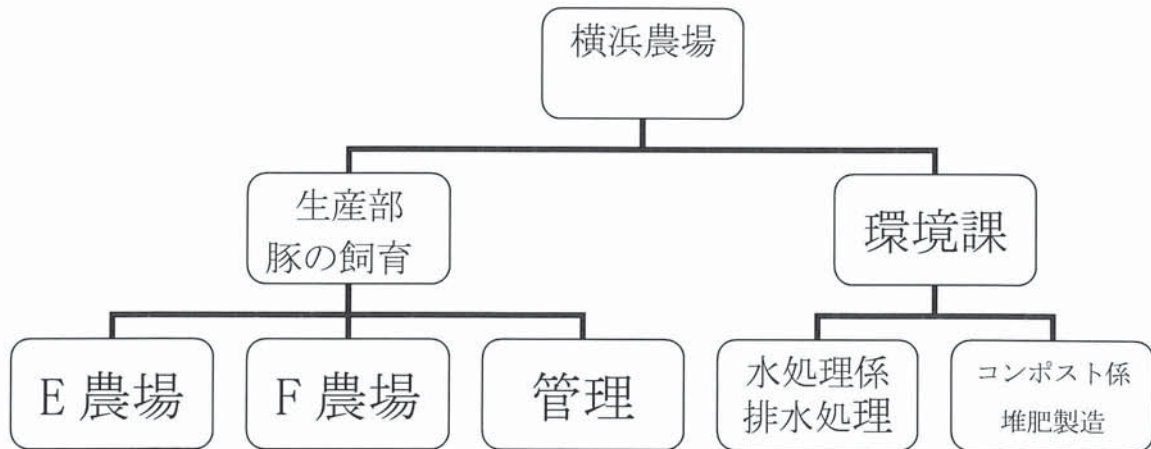 横浜農場
生産部
豚の飼育
環境課
E 農場
F 農場
管理
水処理係
排水処理
コンポスト係
堆肥製造